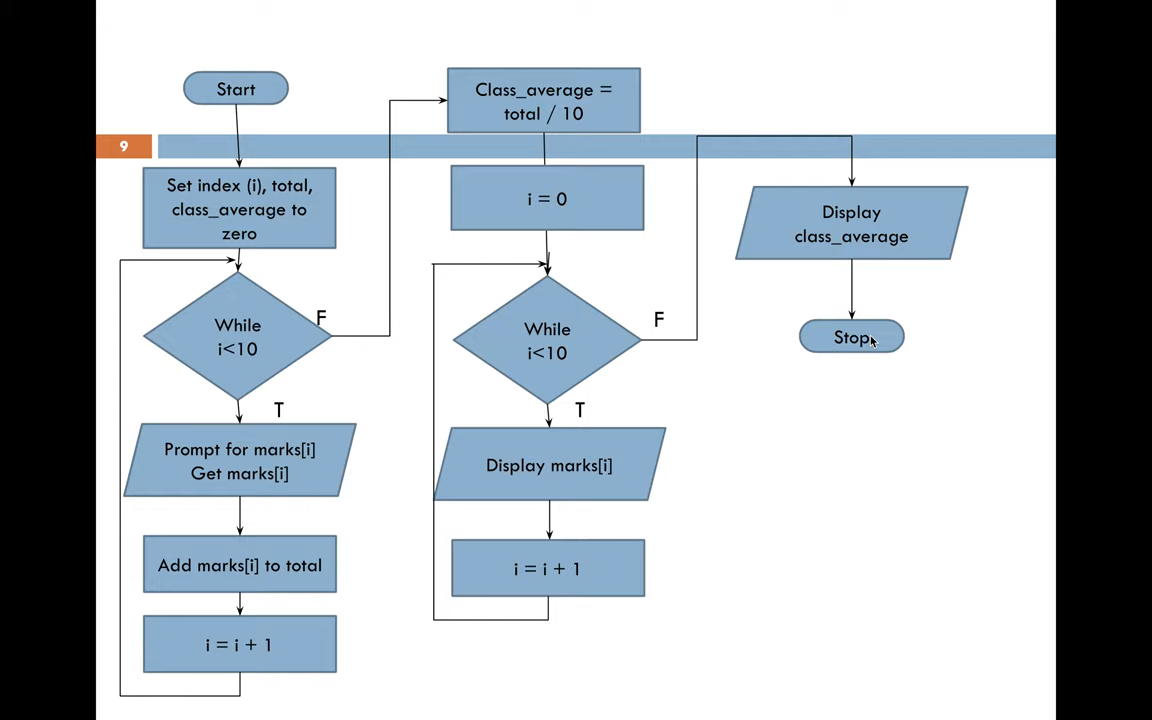 Start
9
Set index (i), total,
class_average to
zero
While
i<10
F
T
Prompt for marks[i]
Get marks[i]
Add marks[i] to total
i = i + 1
Class_average =
total / 10
i = 0
While
i<10
F
T
Display marks[i]
i = i + 1
Display
class_average
Stop